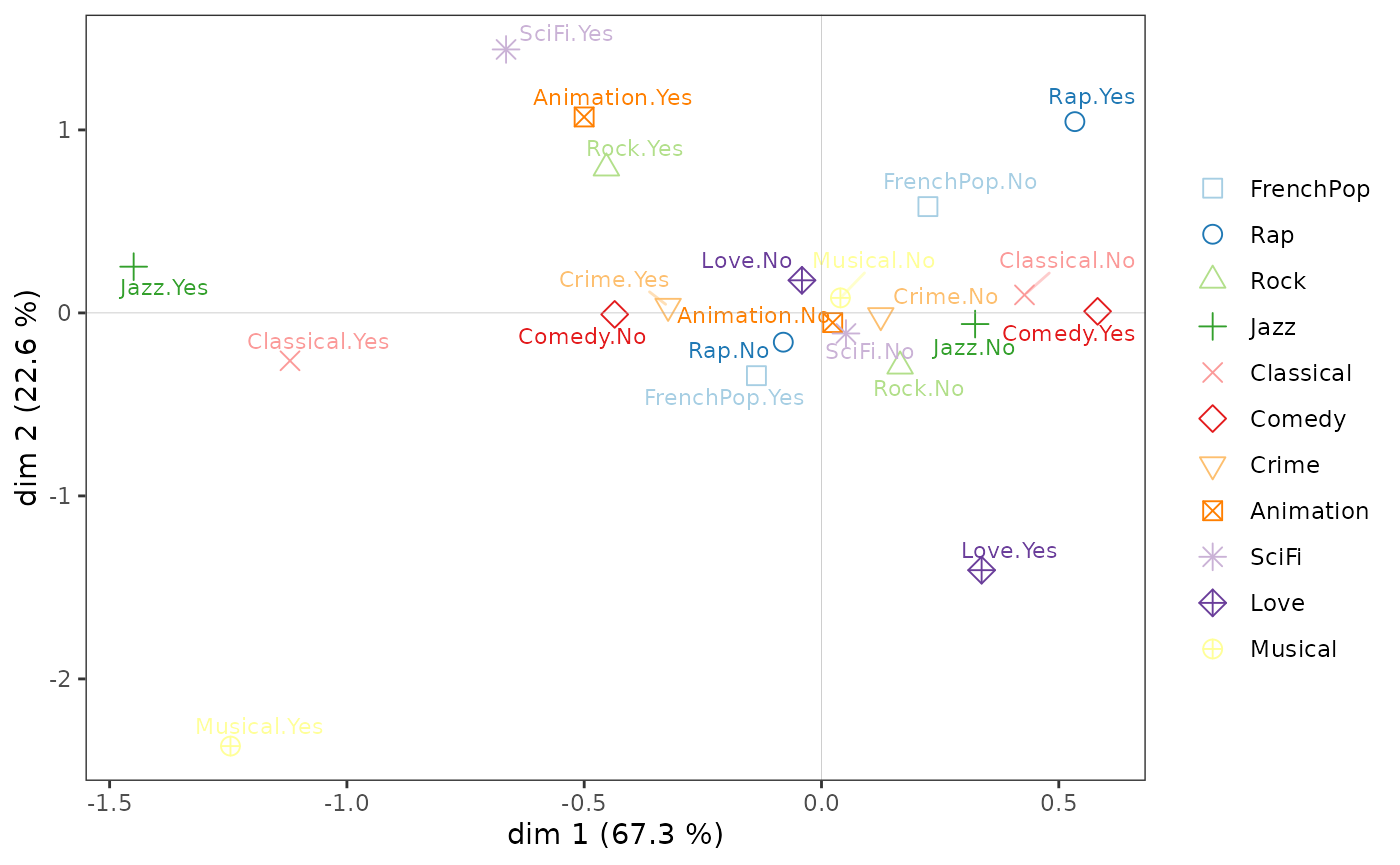 SciFi.Yes
Animation.Yes
Rap.Yes
1
Rock.Yes
FrenchPop.No
FrenchPop
Rap
Love.No
Musical.No
Classical.No
Crime.Yes
Rock
Jazz.Yes
Crime.No
0
Animation.No
Comedy.No
Comedy.Yes
Jazz
Classical.Yes
Rap.No
SciFi.No
Jazz.No
Classical
Rock.No
FrenchPop.Yes
dim 2 (22.6 %)
Comedy
Crime
-1
Animation
Love.Yes
SciFi
Love
Musical
-2
Musical.Yes
-1.5
-1.0
-0.5
0.0
0.5
dim 1 (67.3 %)